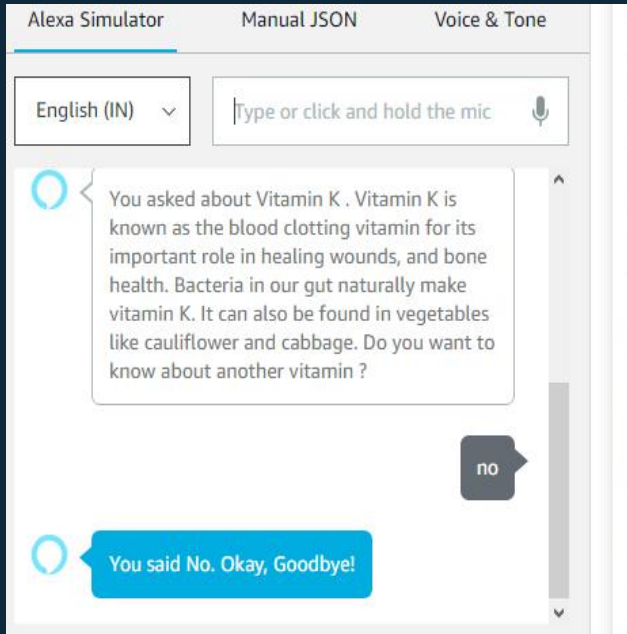 Alexa Simulator Manual JSON Voice & Tone
English (IN) Type or click and hold the mic
You asked about Vitamin K . Vitamin K is
known as the blood clotting vitamin for its
important role in healing wounds, and bone
health. Bacteria in our gut naturally make
vitamin K. It can also be found in vegetables
like cauliflower and cabbage. Do you want to
know about another vitamin ?
no
You said No. Okay, Goodbye!